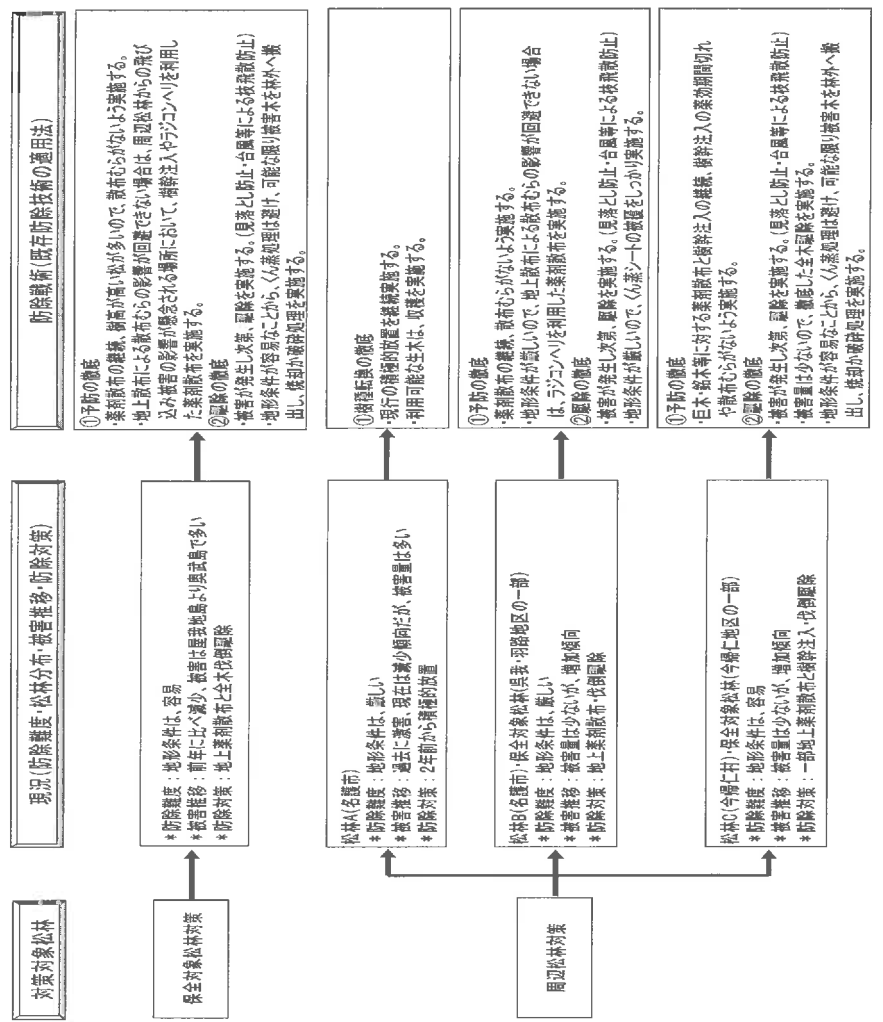 対策対象松林
現況(防除難度・松林分布・被害推移・防除対策)
防除戦術(既存防除技術の適用法)
保全対象松林対策
*防除難度:地形条件は、容易
*被害推移:前年に比べ減少、被害は屋我地島より奥武島で多い
*防除対策:地上薬剤散布と全木伐倒駆除
①予防の徹底
・薬剤散布の継続、樹高が高い松が多いので、散布むらがないよう実施する。
・地上散布による散布むらの影響が回避できない場合は、周辺松林からの飛び
込み被害の影響が懸念される場所において、樹幹注入やラジコンヘリを利用し
た薬剤散布を実施する。
②駆除の徹底
・被害が発生し次第、駆除を実施する。(見落とし防止・台風等による枝飛散防止)
・地形条件が容易なことから、くん蒸処理は避け、可能な限り被害木を林外へ搬
出し、焼却か破砕処理を実施する。
周辺松林対策
松林A(名護市)
*防除難度:地形条件は、厳しい
*被害推移:過去に激害、現在は減少傾向だが、被害量は多い
*防除対策:2年前から積極的放置
①樹種転換の徹底
・現行の積極的放置を継続実施する。
・利用可能な生木は、収穫を実施する。
松林B(名護市)・保全対象松林(呉我・羽路地区の一部)
*防除難度:地形条件は、厳しい
*被害推移:被害量は少ないが、増加傾向
*防除対策:地上薬剤散布・伐倒駆除
①予防の徹底
・薬剤散布の継続、散布むらがないよう実施する。
・地形条件が厳しいので、地上散布による散布むらの影響が回避できない場合
は、ラジコンヘリを利用した薬剤散布を実施する。
②駆除の徹底
・被害が発生し次第、駆除を実施する。(見落とし防止・台風等による枝飛散防止)
・地形条件が厳しいので、くん蒸シートの被覆をしっかり実施する。
松林C(今帰仁村)・保全対象松林(今帰仁地区の一部)
*防除難度:地形条件は、容易
*被害推移:被害量は少ないが、増加傾向
*防除対策:一部地上薬剤散布と樹幹注入・伐倒駆除
①予防の徹底
・巨木・銘木等に対する薬剤散布と樹幹注入の継続、樹幹注入の薬効期間切れ
や散布むらがないよう実施する。
②駆除の徹底
・被害が発生し次第、駆除を実施する。(見落とし防止・台風等による枝飛散防止)
・被害量は少ないので、徹底した全木駆除を実施する。
・地形条件が容易なことから、くん蒸処理は避け、可能な限り被害木を林外へ搬
出し、焼却か破砕処理を実施する。